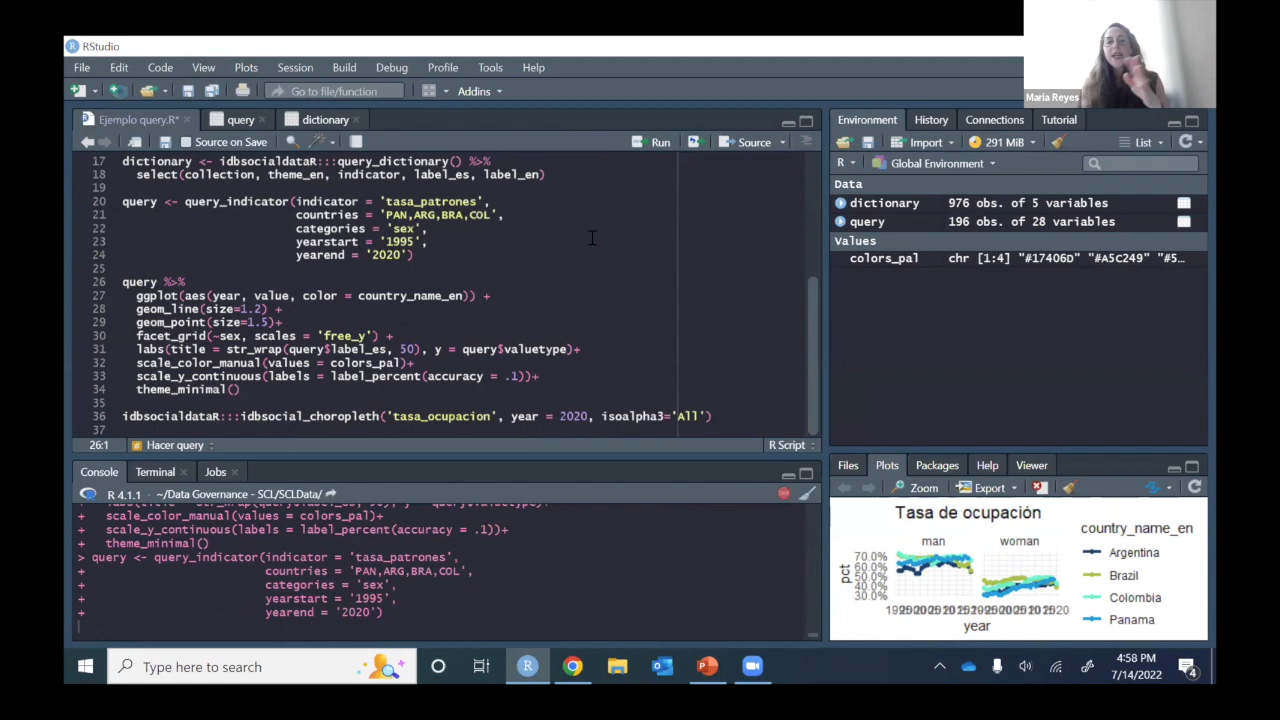 RStudio
Maria Reyes
File Edit Code View Plots Session Build Debug Profile Tools Help
Go to file/function Addins
Ejemplo query.R* query dictionary
Source on Save Run Source
17 dictionary <- idbsocialdataR:::query_dictionary() %>%
18 select(collection, theme_en, indicator, label_es, label_en)
19
20 query <- query_indicator(indicator = 'tasa_patrones',
21 countries = 'PAN,ARG,BRA,COL',
22 categories = 'sex',
23 yearstart = '1995',
24 yearend = '2020')
25
26 query %>%
27 ggplot(aes(year, value, color = country_name_en)) +
28 geom_line(size=1.2) +
29 geom_point(size=1.5)+
30 facet_grid(~sex, scales = 'free_y') +
31 labs(title = str_wrap(query$label_es, 50), y = query$valuetype)+
32 scale_color_manual(values = colors_pal)+
33 scale_y_continuous(labels = label_percent(accuracy = .1))+
34 theme_minimal()
35
36 idbsocialdataR:::idbsocial_choropleth('tasa_ocupacion', year = 2020, isoalpha3='All')
37
26:1 # Hacer query R Script
Console Terminal Jobs
R 4.1.1 · ~/Data Governance - SCL/SCLData/
+ labs(title = str_wrap(query$label_es, 50), y = query$valuetype)+
+ scale_color_manual(values = colors_pal)+
+ scale_y_continuous(labels = label_percent(accuracy = .1))+
+ theme_minimal()
> query <- query_indicator(indicator = 'tasa_patrones',
+ countries = 'PAN,ARG,BRA,COL',
+ categories = 'sex',
+ yearstart = '1995',
+ yearend = '2020')
Environment History Connections Tutorial
Import 291 MiB List
R Global Environment
Data
dictionary 976 obs. of 5 variables
query 196 obs. of 28 variables
Values
colors_pal chr [1:4] "#17406D" "#A5C249" "#5…
Files Plots Packages Help Viewer
Zoom Export
Tasa de ocupación
man woman
pct
70.0%
60.0%
50.0%
40.0%
30.0%
year
country_name_en
Argentina
Brazil
Colombia
Panama
Type here to search
4:58 PM
7/14/2022
4